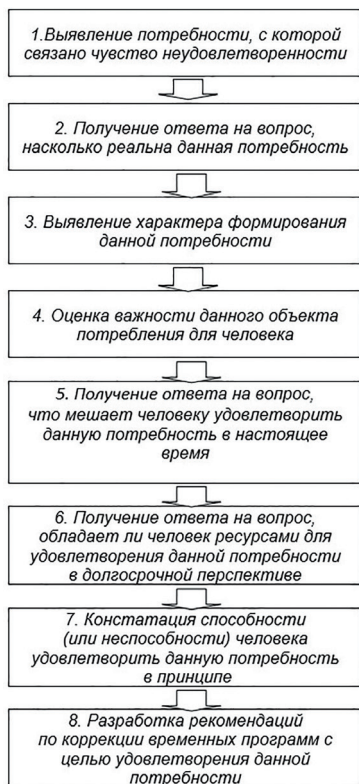 1.Выявление потребности, с которой
связано чувство неудовлетворенности
2. Получение ответа на вопрос,
насколько реальна данная потребность
3. Выявление характера формирования
данной потребности
4. Оценка важности данного объекта
потребления для человека
5. Получение ответа на вопрос,
что мешает человеку удовлетворить
данную потребность в настоящее
время
6. Получение ответа на вопрос,
обладает ли человек ресурсами для
удовлетворения данной потребности
в долгосрочной перспективе
7. Констатация способности
(или неспособности) человека
удовлетворить данную потребность
в принципе
8. Разработка рекомендаций
по коррекции временных программ с
целью удовлетворения данной
потребности